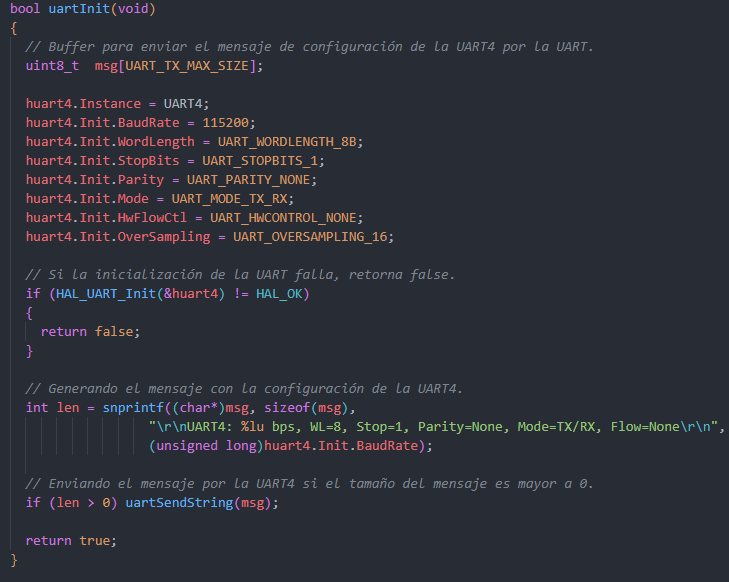 bool uartInit(void)
{
  // Buffer para enviar el mensaje de configuración de la UART4 por la UART.
  uint8_t  msg[UART_TX_MAX_SIZE];

  huart4.Instance = UART4;
  huart4.Init.BaudRate = 115200;
  huart4.Init.WordLength = UART_WORDLENGTH_8B;
  huart4.Init.StopBits = UART_STOPBITS_1;
  huart4.Init.Parity = UART_PARITY_NONE;
  huart4.Init.Mode = UART_MODE_TX_RX;
  huart4.Init.HwFlowCtl = UART_HWCONTROL_NONE;
  huart4.Init.OverSampling = UART_OVERSAMPLING_16;

  // Si la inicialización de la UART falla, retorna false.
  if (HAL_UART_Init(&huart4) != HAL_OK)
  {
    return false;
  }

  // Generando el mensaje con la configuración de la UART4.
  int len = snprintf((char*)msg, sizeof(msg),
                  "\r\nUART4: %lu bps, WL=8, Stop=1, Parity=None, Mode=TX/RX, Flow=None\r\n",
                  (unsigned long)huart4.Init.BaudRate);

  // Enviando el mensaje por la UART4 si el tamaño del mensaje es mayor a 0.
  if (len > 0) uartSendString(msg);

  return true;
}